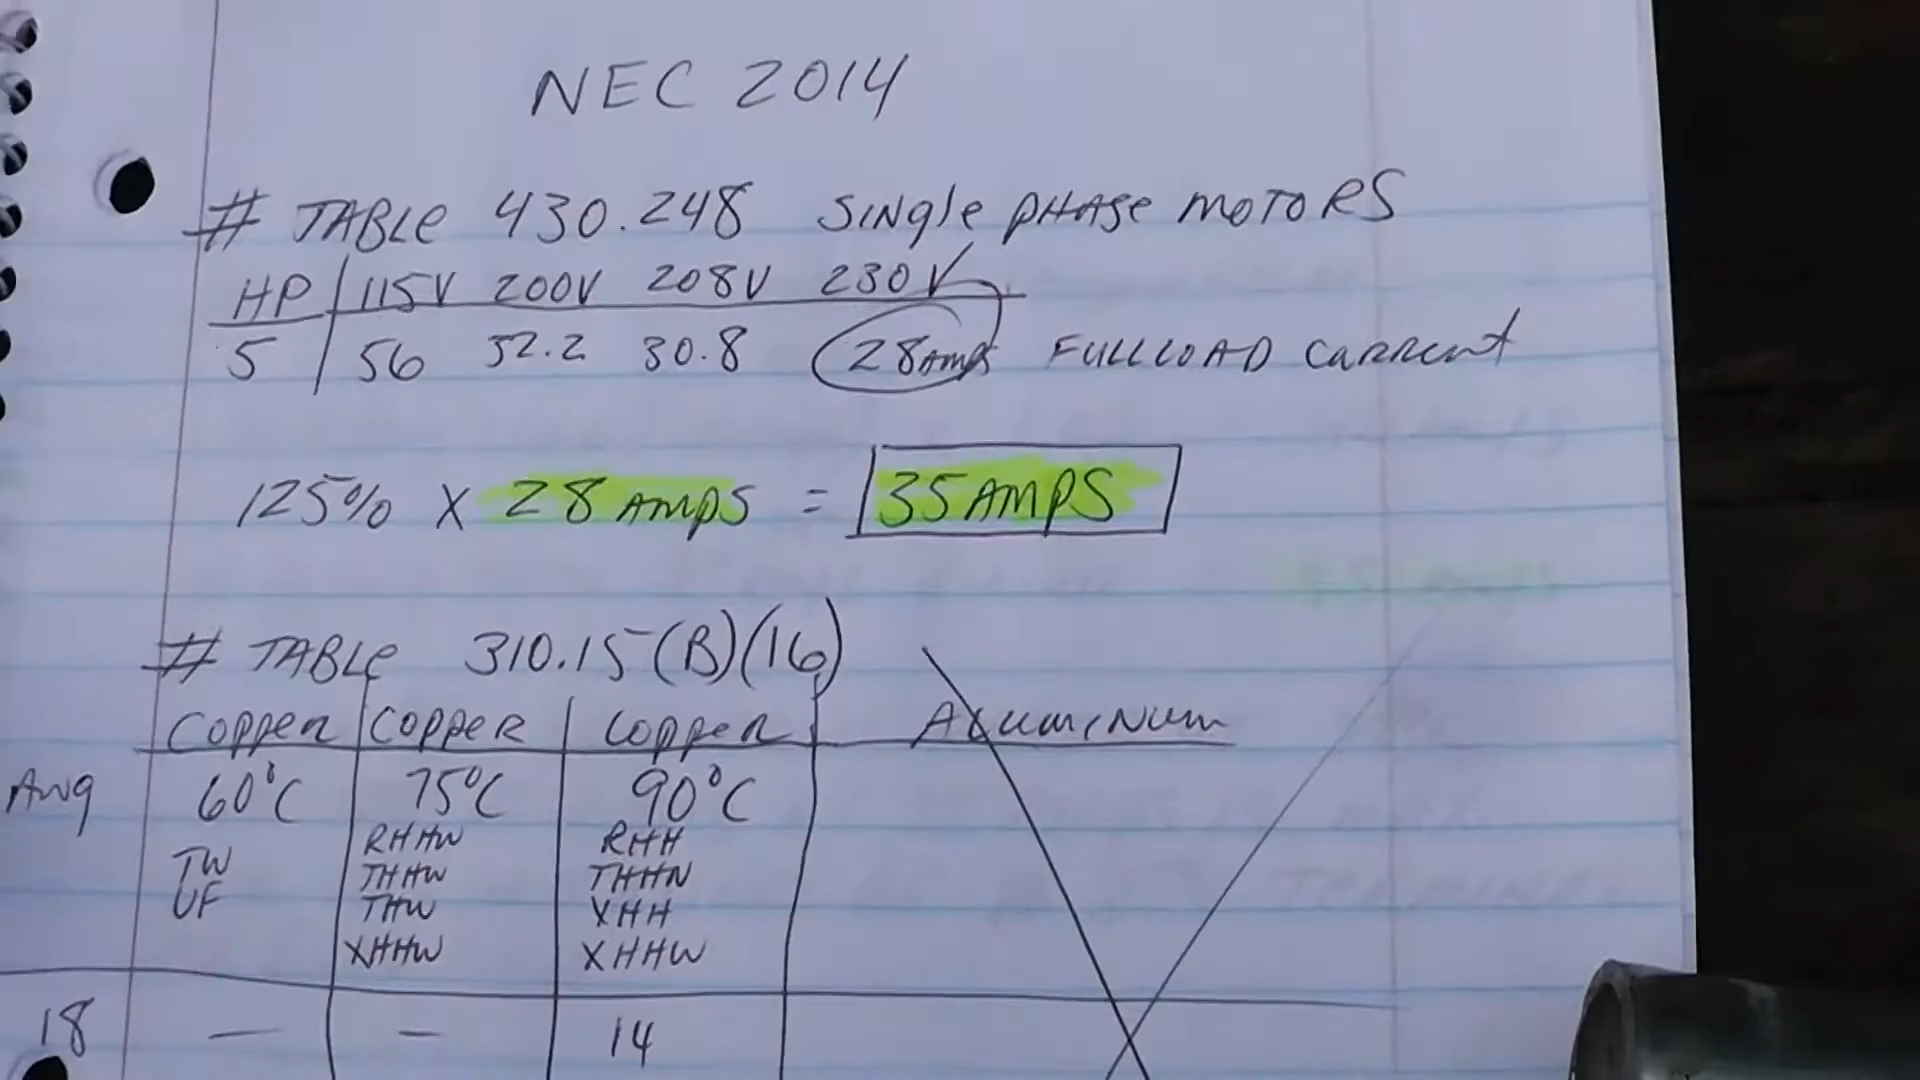 NEC 2014
# TABLE 430.248 SINgle PHASe MOTORS
HP 115V 200V 208V 230V
5 56 32.2 30.8 28 AMPS FULLLOAD CURRENT
125% X 28 AMPS = 35 AMPS
# TABLE 310.15(B)(16)
COPPER COPPER COPPER ALUMINUM
AWG 60°C 75°C 90°C
TW RHHW RHH
UF THHW THHN
THW XHH
XHHW XHHW
18 — — 14